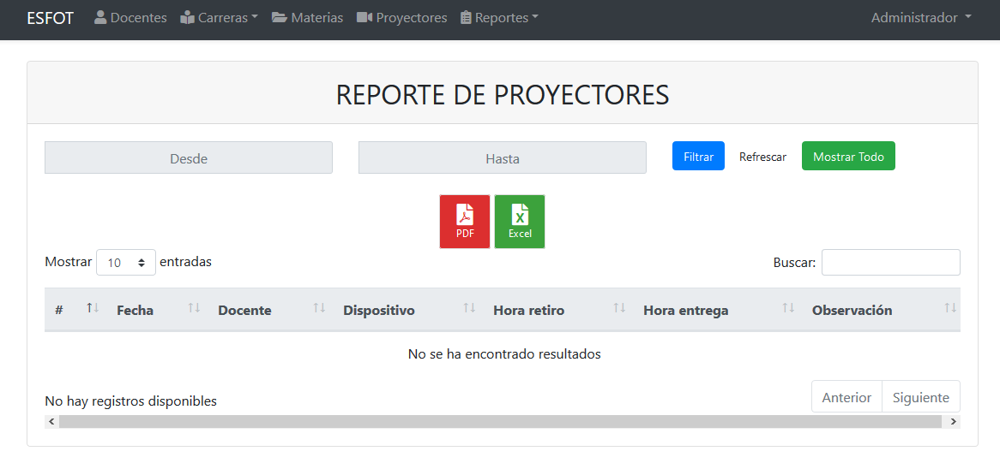 ESFOT Docentes Carreras Materias Proyectores Reportes Administrador
REPORTE DE PROYECTORES
Desde Hasta Filtrar Refrescar Mostrar Todo
PDF Excel
Mostrar 10 entradas Buscar:
# Fecha Docente Dispositivo Hora retiro Hora entrega Observación
No se ha encontrado resultados
No hay registros disponibles Anterior Siguiente